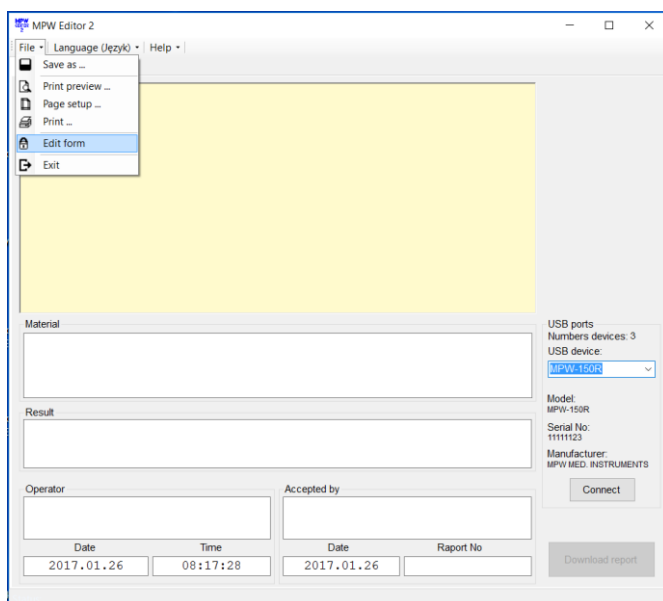 MPW Editor 2
File Language (Język) Help
Save as ...
Print preview ...
Page setup ...
Print ...
Edit form
Exit
Material
Result
Operator
Accepted by
Date Time Date Raport No
2017.01.26 08:17:28 2017.01.26
USB ports
Numbers devices: 3
USB device:
MPW-150R
Model:
MPW-150R
Serial No:
11111123
Manufacturer:
MPW MED. INSTRUMENTS
Connect
Download report